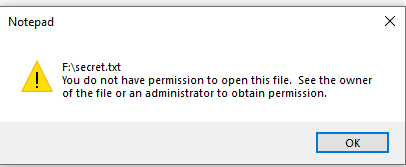 Notepad
F:\secret.txt
You do not have permission to open this file.  See the owner
of the file or an administrator to obtain permission.
OK